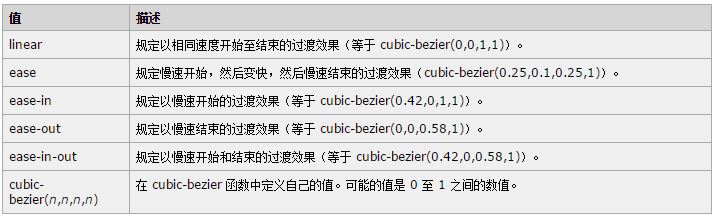 值 描述
linear 规定以相同速度开始至结束的过渡效果（等于 cubic-bezier(0,0,1,1)）。
ease 规定慢速开始，然后变快，然后慢速结束的过渡效果（cubic-bezier(0.25,0.1,0.25,1)）。
ease-in 规定以慢速开始的过渡效果（等于 cubic-bezier(0.42,0,1,1)）。
ease-out 规定以慢速结束的过渡效果（等于 cubic-bezier(0,0,0.58,1)）。
ease-in-out 规定以慢速开始和结束的过渡效果（等于 cubic-bezier(0.42,0,0.58,1)）。
cubic-
bezier(n,n,n,n) 在 cubic-bezier 函数中定义自己的值。可能的值是 0 至 1 之间的数值。